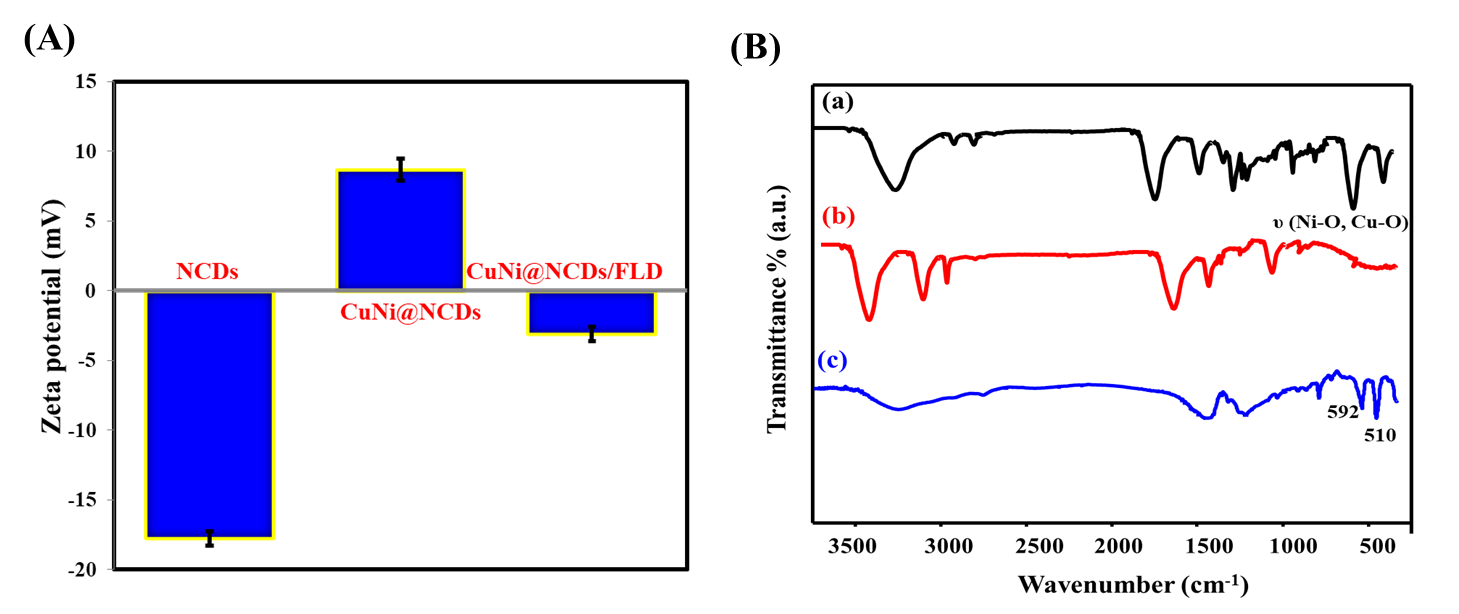 (A)
Zeta potential (mV)
15
10
5
0
-5
-10
-15
-20
NCDs
CuNi@NCDs
CuNi@NCDs/FLD
(B)
Transmittance % (a.u.)
(a)
υ (Ni-O, Cu-O)
(b)
(c)
592
510
3500 3000 2500 2000 1500 1000 500
Wavenumber (cm⁻¹)